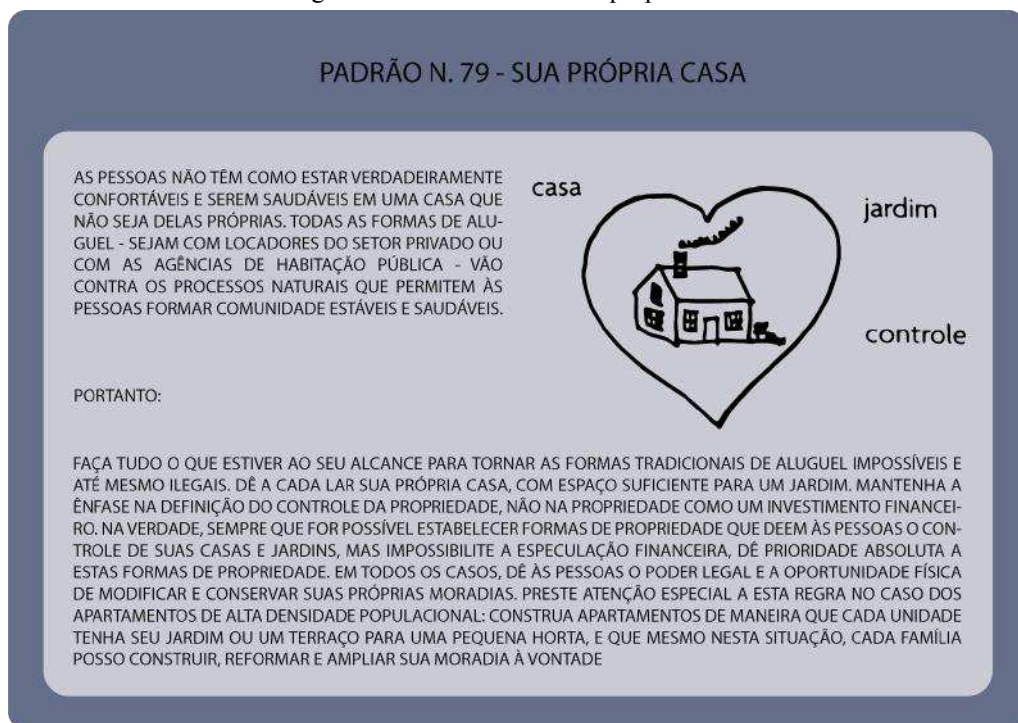 PADRÃO N. 79 - SUA PRÓPRIA CASA
AS PESSOAS NÃO TÊM COMO ESTAR VERDADEIRAMENTE
CONFORTÁVEIS E SEREM SAUDÁVEIS EM UMA CASA QUE
NÃO SEJA DELAS PRÓPRIAS. TODAS AS FORMAS DE ALU-
GUEL - SEJAM COM LOCADORES DO SETOR PRIVADO OU
COM AS AGÊNCIAS DE HABITAÇÃO PÚBLICA - VÃO
CONTRA OS PROCESSOS NATURAIS QUE PERMITEM ÀS
PESSOAS FORMAR COMUNIDADE ESTÁVEIS E SAUDÁVEIS.
casa
jardim
controle
PORTANTO:
FAÇA TUDO O QUE ESTIVER AO SEU ALCANCE PARA TORNAR AS FORMAS TRADICIONAIS DE ALUGUEL IMPOSSÍVEIS E
ATÉ MESMO ILEGAIS. DÊ A CADA LAR SUA PRÓPRIA CASA, COM ESPAÇO SUFICIENTE PARA UM JARDIM. MANTENHA A
ÊNFASE NA DEFINIÇÃO DO CONTROLE DA PROPRIEDADE, NÃO NA PROPRIEDADE COMO UM INVESTIMENTO FINANCEI-
RO. NA VERDADE, SEMPRE QUE FOR POSSÍVEL ESTABELECER FORMAS DE PROPRIEDADE QUE DEEM ÀS PESSOAS O CON-
TROLE DE SUAS CASAS E JARDINS, MAS IMPOSSIBILITE A ESPECULAÇÃO FINANCEIRA, DÊ PRIORIDADE ABSOLUTA A
ESTAS FORMAS DE PROPRIEDADE. EM TODOS OS CASOS, DÊ ÀS PESSOAS O PODER LEGAL E A OPORTUNIDADE FÍSICA
DE MODIFICAR E CONSERVAR SUAS PRÓPRIAS MORADIAS. PRESTE ATENÇÃO ESPECIAL A ESTA REGRA NO CASO DOS
APARTAMENTOS DE ALTA DENSIDADE POPULACIONAL: CONSTRUA APARTAMENTOS DE MANEIRA QUE CADA UNIDADE
TENHA SEU JARDIM OU UM TERRAÇO PARA UMA PEQUENA HORTA, E QUE MESMO NESTA SITUAÇÃO, CADA FAMÍLIA
POSSO CONSTRUIR, REFORMAR E AMPLIAR SUA MORADIA À VONTADE